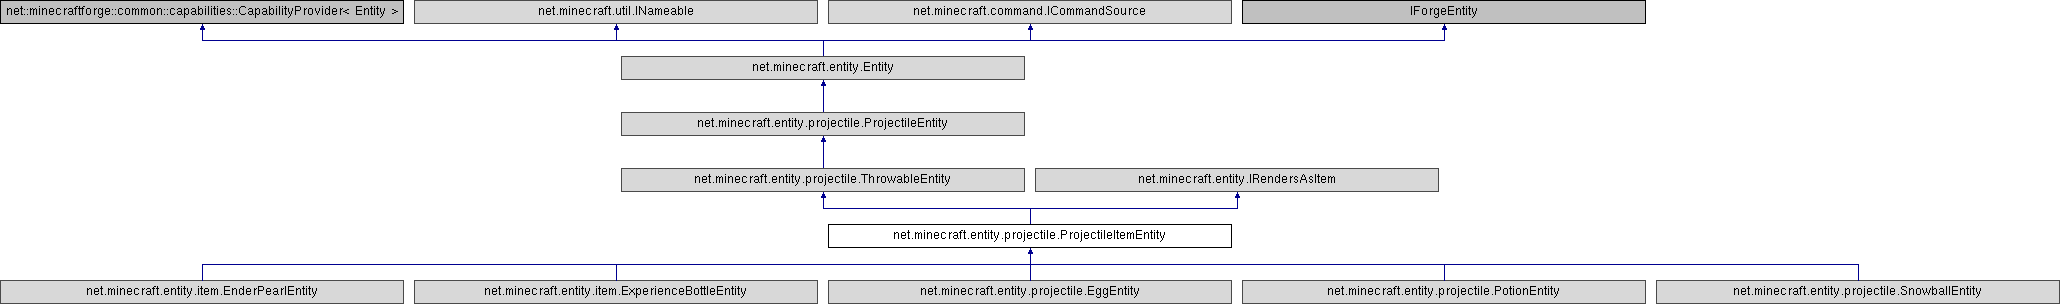 net::minecraftforge::common::capabilities::CapabilityProvider< Entity >
net.minecraft.util.INameable
net.minecraft.command.ICommandSource
IForgeEntity
net.minecraft.entity.Entity
net.minecraft.entity.projectile.ProjectileEntity
net.minecraft.entity.projectile.ThrowableEntity
net.minecraft.entity.IRendersAsItem
net.minecraft.entity.projectile.ProjectileItemEntity
net.minecraft.entity.item.EnderPearlEntity
net.minecraft.entity.item.ExperienceBottleEntity
net.minecraft.entity.projectile.EggEntity
net.minecraft.entity.projectile.PotionEntity
net.minecraft.entity.projectile.SnowballEntity